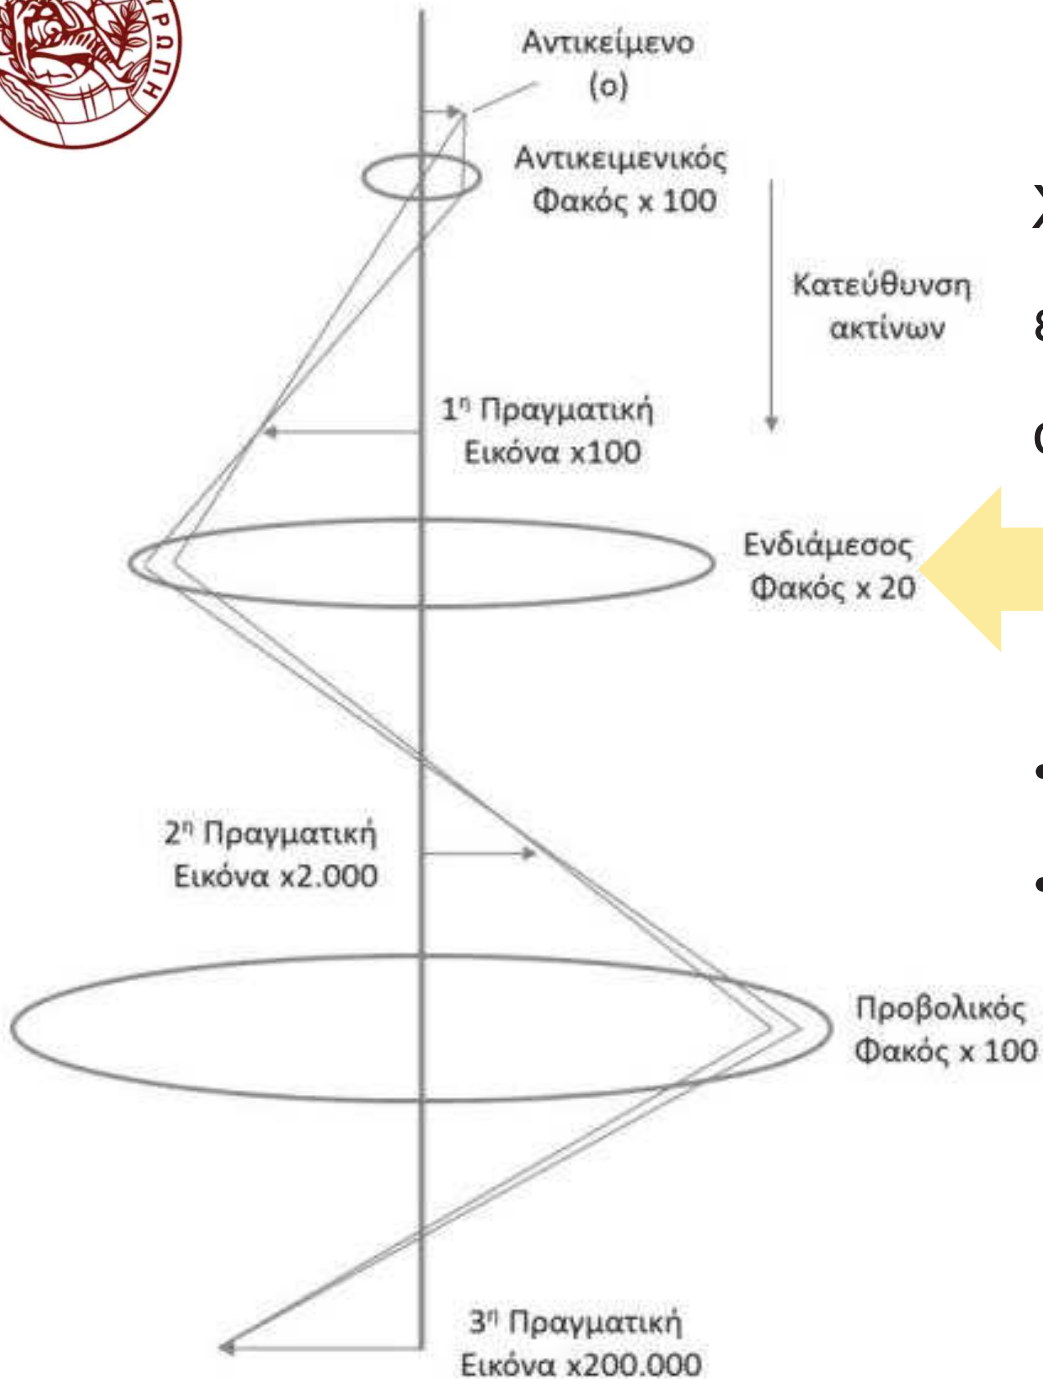 ΥΡΩΠΗ
Αντικείμενο
(ο)
Αντικειμενικός
Φακός x 100
Κατεύθυνση
ακτίνων
1η Πραγματική
Εικόνα x100
Ενδιάμεσος
Φακός x 20
2η Πραγματική
Εικόνα x2.000
•
•
Προβολικός
Φακός x 100
3η Πραγματική
Εικόνα x200.000